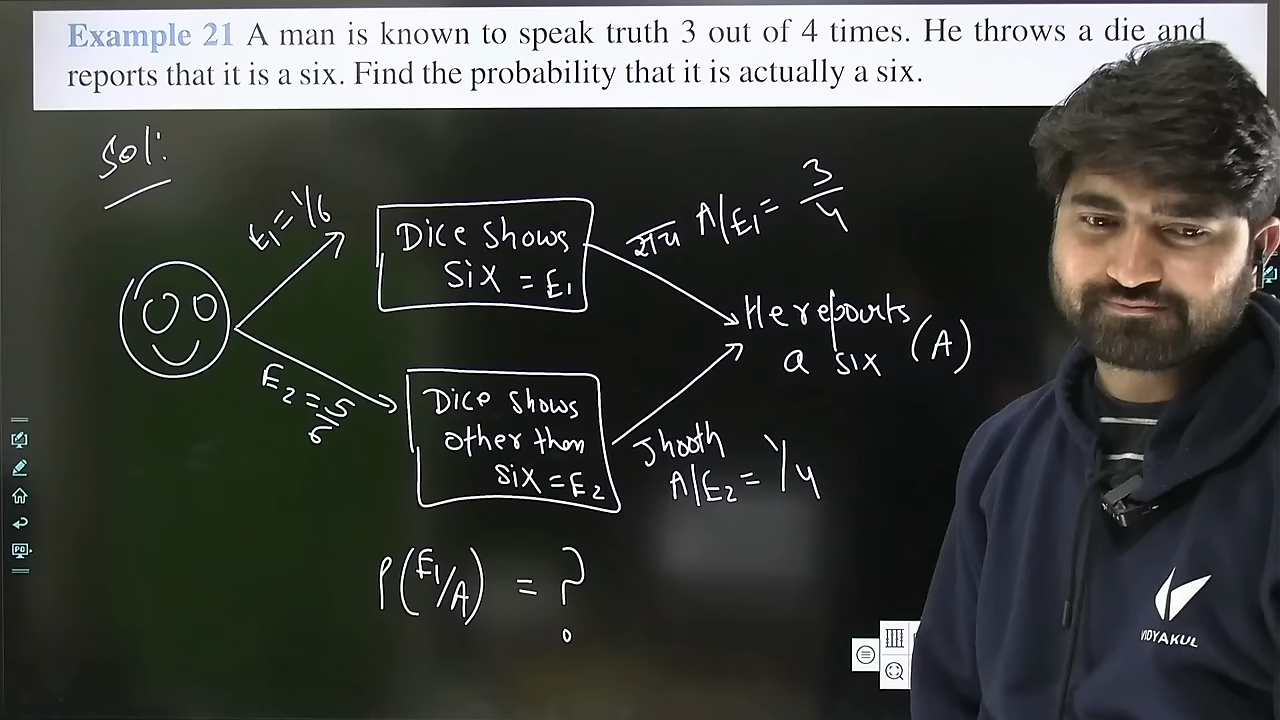 Example 21 A man is known to speak truth 3 out of 4 times. He throws a die and
reports that it is a six. Find the probability that it is actually a six.
Sol:
E₁ = 1/6
Dice shows
six = E₁
सत्य A/E₁ = 3/4
He repourts
a six (A)
E₂ = 5/6
Dice shows
other than
six = E₂
Jhooth
A/E₂ = 1/4
P(E₁/A) = ?
VIDYAKUL